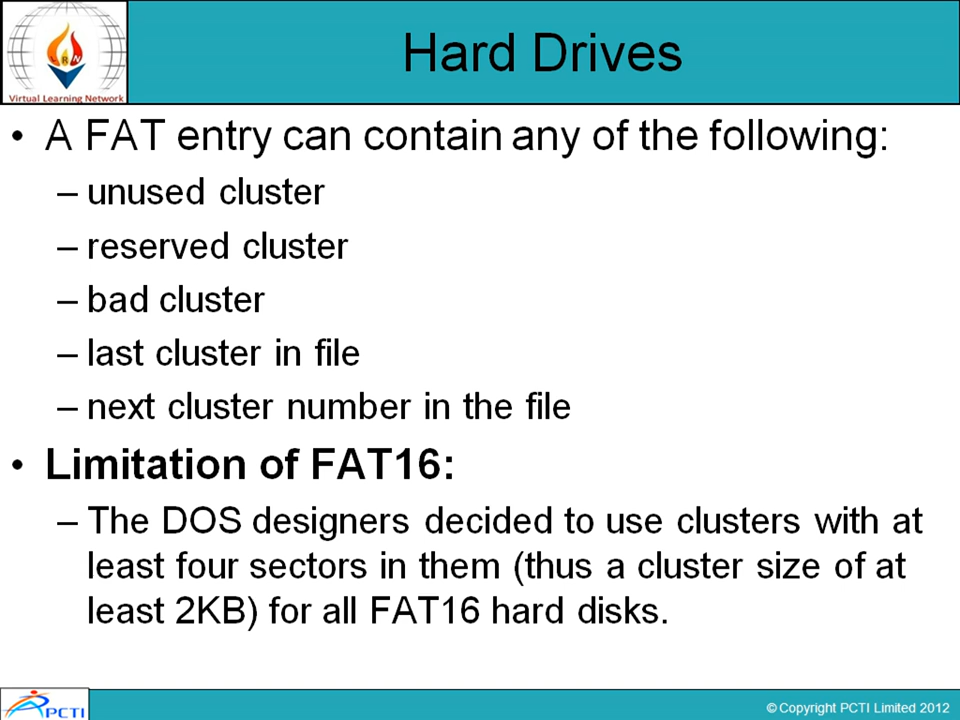 RN
Virtual Learning Network
Hard Drives
• A FAT entry can contain any of the following:
– unused cluster
– reserved cluster
– bad cluster
– last cluster in file
– next cluster number in the file
• Limitation of FAT16:
– The DOS designers decided to use clusters with at
least four sectors in them (thus a cluster size of at
least 2KB) for all FAT16 hard disks.
PCTI
© Copyright PCTI Limited 2012